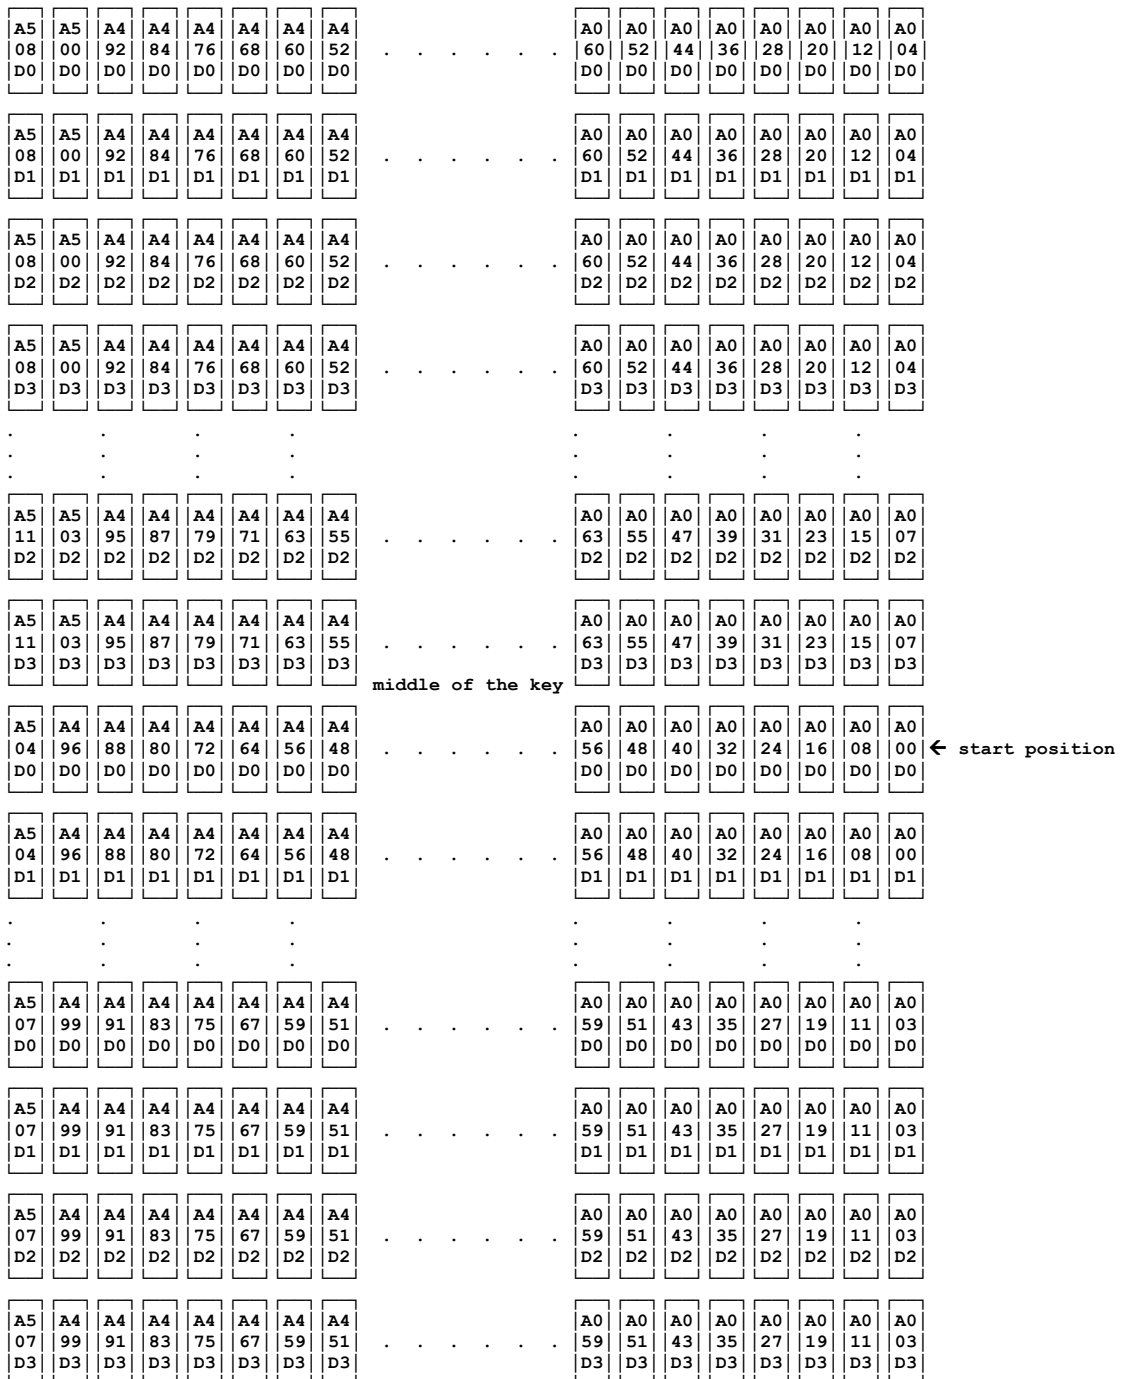 A5 A5 A4 A4 A4 A4 A4 A4 A0 A0 A0 A0 A0 A0 A0 A0
08 00 92 84 76 68 60 52 . . . . . . 60 52 44 36 28 20 12 04
D0 D0 D0 D0 D0 D0 D0 D0 D0 D0 D0 D0 D0 D0 D0 D0
A5 A5 A4 A4 A4 A4 A4 A4 A0 A0 A0 A0 A0 A0 A0 A0
08 00 92 84 76 68 60 52 . . . . . . 60 52 44 36 28 20 12 04
D1 D1 D1 D1 D1 D1 D1 D1 D1 D1 D1 D1 D1 D1 D1 D1
A5 A5 A4 A4 A4 A4 A4 A4 A0 A0 A0 A0 A0 A0 A0 A0
08 00 92 84 76 68 60 52 . . . . . . 60 52 44 36 28 20 12 04
D2 D2 D2 D2 D2 D2 D2 D2 D2 D2 D2 D2 D2 D2 D2 D2
A5 A5 A4 A4 A4 A4 A4 A4 A0 A0 A0 A0 A0 A0 A0 A0
08 00 92 84 76 68 60 52 . . . . . . 60 52 44 36 28 20 12 04
D3 D3 D3 D3 D3 D3 D3 D3 D3 D3 D3 D3 D3 D3 D3 D3
. . . . . . . .
. . . . . . . .
. . . . . . . .
A5 A5 A4 A4 A4 A4 A4 A4 A0 A0 A0 A0 A0 A0 A0 A0
11 03 95 87 79 71 63 55 . . . . . . 63 55 47 39 31 23 15 07
D2 D2 D2 D2 D2 D2 D2 D2 D2 D2 D2 D2 D2 D2 D2 D2
A5 A5 A4 A4 A4 A4 A4 A4 A0 A0 A0 A0 A0 A0 A0 A0
11 03 95 87 79 71 63 55 . . . . . . 63 55 47 39 31 23 15 07
D3 D3 D3 D3 D3 D3 D3 D3 D3 D3 D3 D3 D3 D3 D3 D3
middle of the key
A5 A4 A4 A4 A4 A4 A4 A4 A0 A0 A0 A0 A0 A0 A0 A0
04 96 88 80 72 64 56 48 . . . . . . 56 48 40 32 24 16 08 00 ← start position
D0 D0 D0 D0 D0 D0 D0 D0 D0 D0 D0 D0 D0 D0 D0 D0
A5 A4 A4 A4 A4 A4 A4 A4 A0 A0 A0 A0 A0 A0 A0 A0
04 96 88 80 72 64 56 48 . . . . . . 56 48 40 32 24 16 08 00
D1 D1 D1 D1 D1 D1 D1 D1 D1 D1 D1 D1 D1 D1 D1 D1
. . . . . . . .
. . . . . . . .
. . . . . . . .
A5 A4 A4 A4 A4 A4 A4 A4 A0 A0 A0 A0 A0 A0 A0 A0
07 99 91 83 75 67 59 51 . . . . . . 59 51 43 35 27 19 11 03
D0 D0 D0 D0 D0 D0 D0 D0 D0 D0 D0 D0 D0 D0 D0 D0
A5 A4 A4 A4 A4 A4 A4 A4 A0 A0 A0 A0 A0 A0 A0 A0
07 99 91 83 75 67 59 51 . . . . . . 59 51 43 35 27 19 11 03
D1 D1 D1 D1 D1 D1 D1 D1 D1 D1 D1 D1 D1 D1 D1 D1
A5 A4 A4 A4 A4 A4 A4 A4 A0 A0 A0 A0 A0 A0 A0 A0
07 99 91 83 75 67 59 51 . . . . . . 59 51 43 35 27 19 11 03
D2 D2 D2 D2 D2 D2 D2 D2 D2 D2 D2 D2 D2 D2 D2 D2
A5 A4 A4 A4 A4 A4 A4 A4 A0 A0 A0 A0 A0 A0 A0 A0
07 99 91 83 75 67 59 51 . . . . . . 59 51 43 35 27 19 11 03
D3 D3 D3 D3 D3 D3 D3 D3 D3 D3 D3 D3 D3 D3 D3 D3